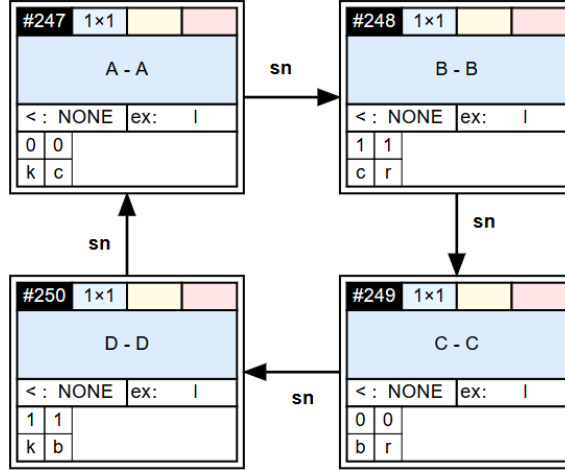 #247 1×1
A - A
< : NONE ex: I
0 0
k c
sn
#248 1×1
B - B
< : NONE ex: I
1 1
c r
sn
sn
#250 1×1
D - D
< : NONE ex: I
1 1
k b
sn
#249 1×1
C - C
< : NONE ex: I
0 0
b r